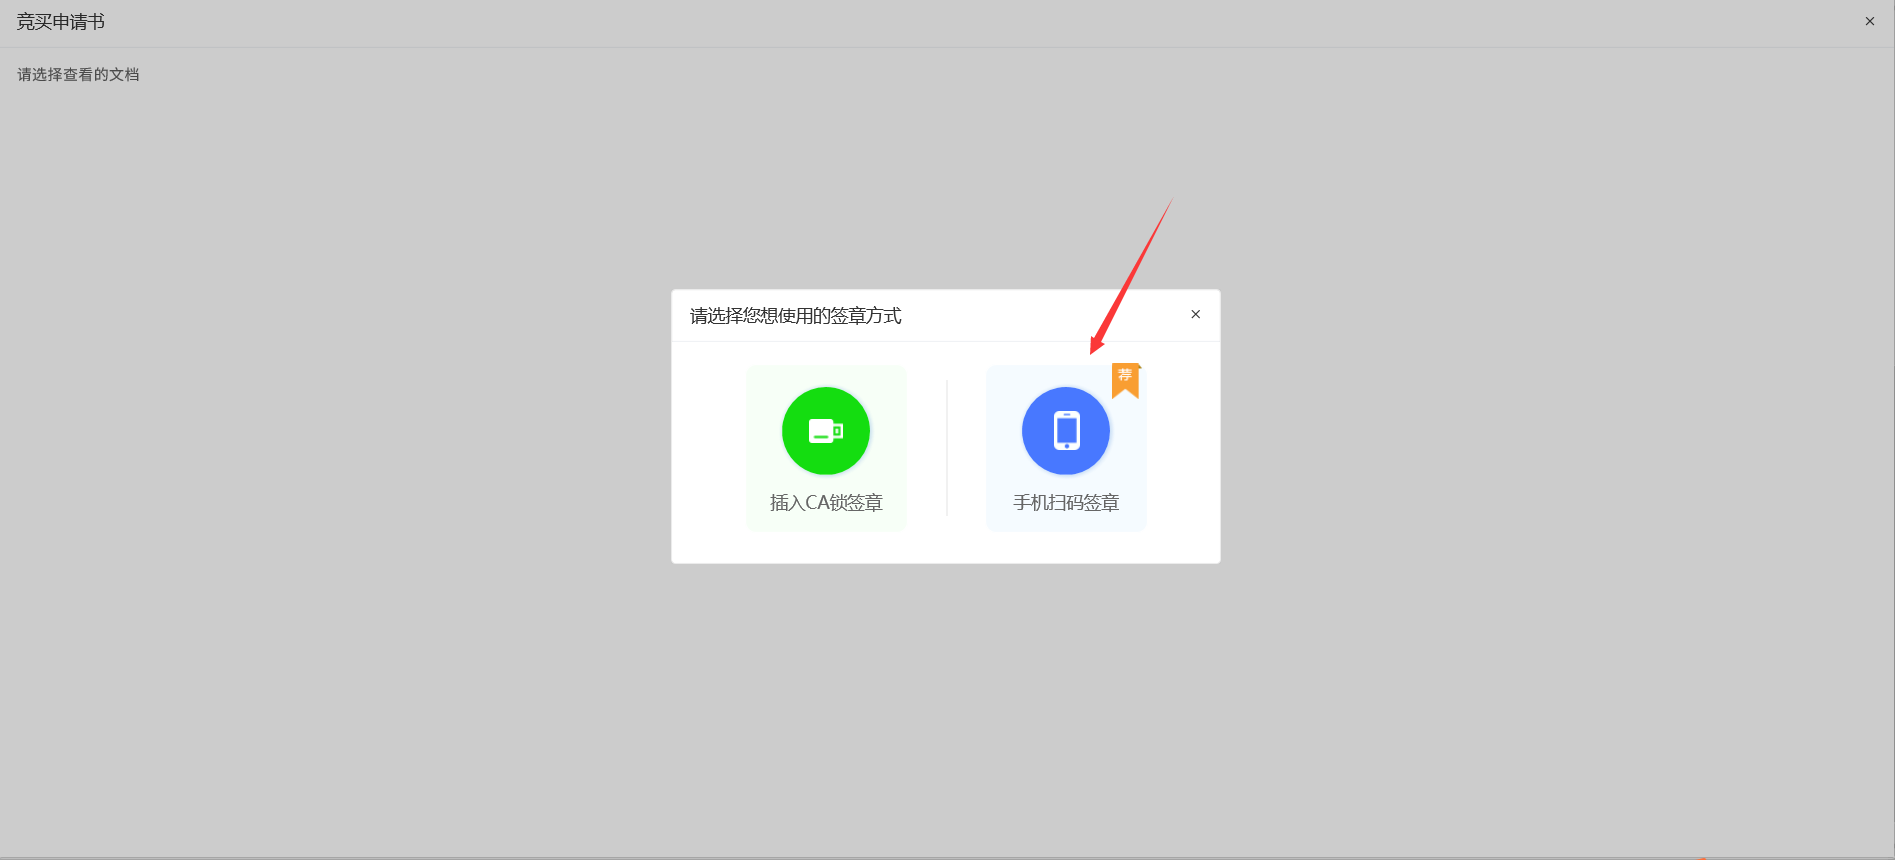 竞买申请书
请选择查看的文档
请选择您想使用的签章方式
荐
插入CA锁签章
手机扫码签章